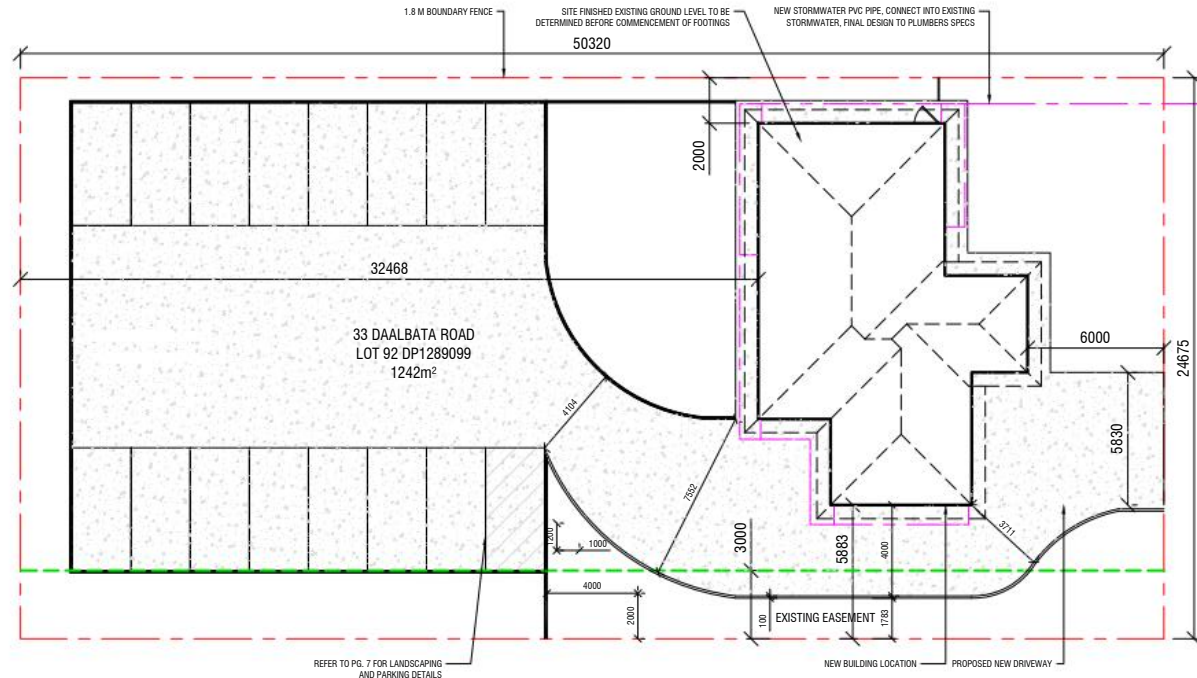 1.8 M BOUNDARY FENCE
SITE FINISHED EXISTING GROUND LEVEL TO BE
DETERMINED BEFORE COMMENCEMENT OF FOOTINGS
NEW STORMWATER PVC PIPE, CONNECT INTO EXISTING
STORMWATER, FINAL DESIGN TO PLUMBERS SPECS
50320
2000
32468
33 DAALBATA ROAD
LOT 92 DP1289099
1242m²
6000
24675
4104
5830
7552
3711
1200
1000
3000
5883
4000
4000
2000
100
EXISTING EASEMENT
1783
REFER TO PG. 7 FOR LANDSCAPING
AND PARKING DETAILS
NEW BUILDING LOCATION
PROPOSED NEW DRIVEWAY